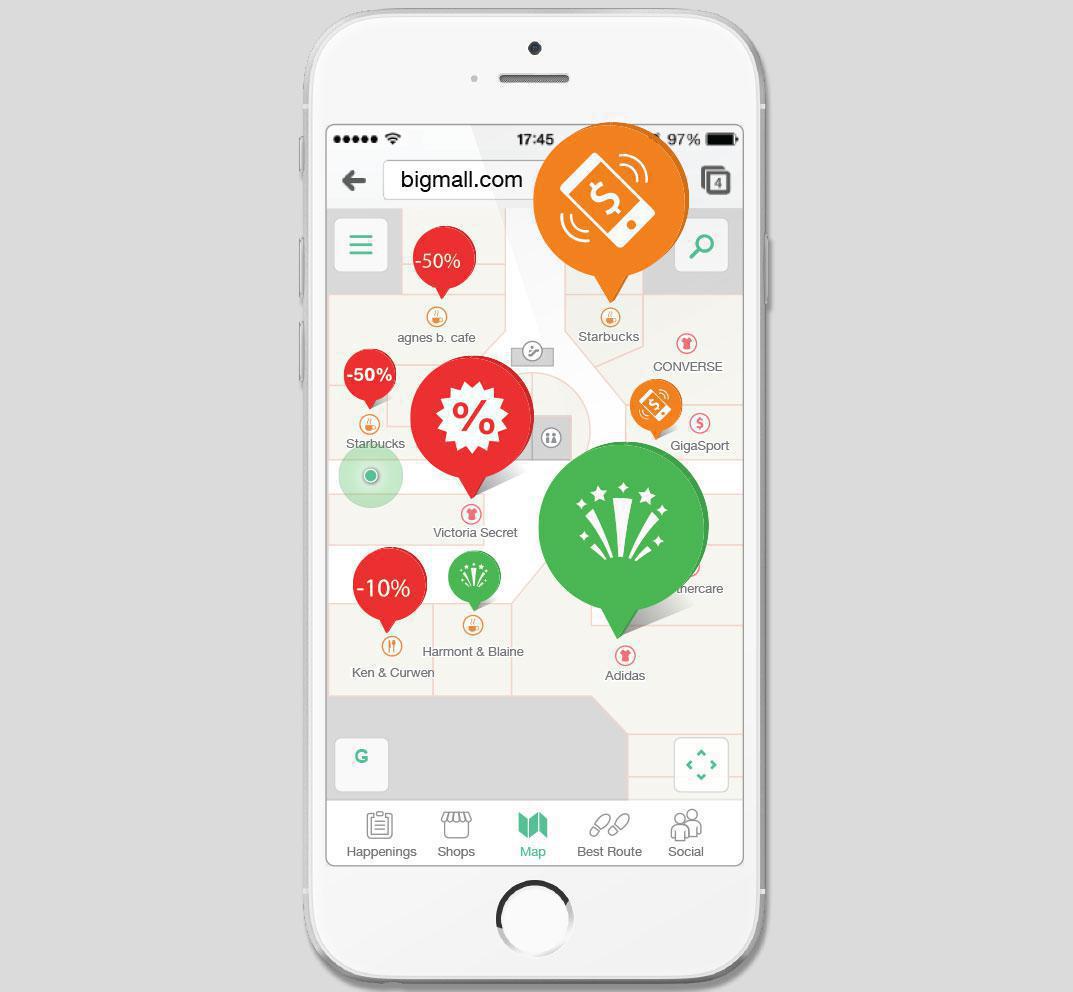 17:45
97%
bigmall.com
4
-50%
$
agnes b. cafe
Starbucks
CONVERSE
-50%
%
$
$
Starbucks
GigaSport
Victoria Secret
-10%
Harmont & Blaine
Ken & Curwen
Adidas
G
Happenings
Shops
Map
Best Route
Social